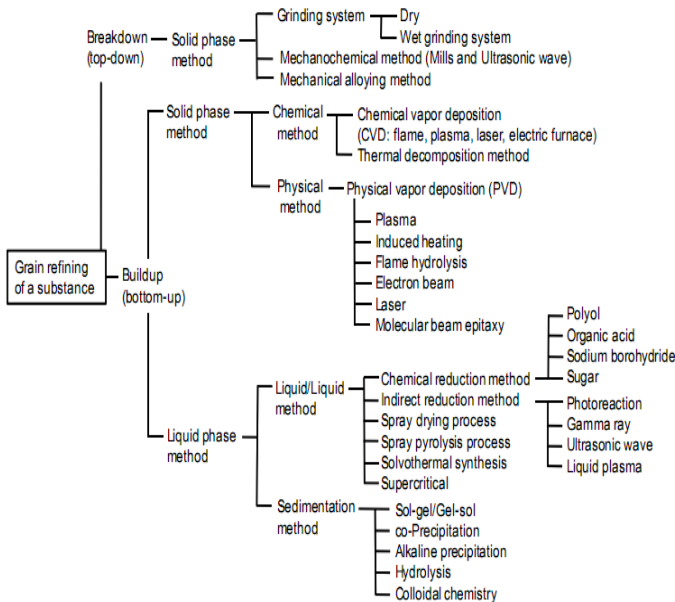 Grinding system
Dry
Wet grinding system
Breakdown
(top-down)
Solid phase
method
Mechanochemical method (Mills and Ultrasonic wave)
Mechanical alloying method
Solid phase
method
Chemical
method
Chemical vapor deposition
(CVD: flame, plasma, laser, electric furnace)
Thermal decomposition method
Physical
method
Physical vapor deposition (PVD)
Plasma
Induced heating
Flame hydrolysis
Electron beam
Laser
Molecular beam epitaxy
Grain refining
of a substance
Buildup
(bottom-up)
Liquid phase
method
Liquid/Liquid
method
Chemical reduction method
Polyol
Organic acid
Sodium borohydride
Sugar
Indirect reduction method
Photoreaction
Gamma ray
Ultrasonic wave
Liquid plasma
Spray drying process
Spray pyrolysis process
Solvothermal synthesis
Supercritical
Sedimentation
method
Sol-gel/Gel-sol
co-Precipitation
Alkaline precipitation
Hydrolysis
Colloidal chemistry